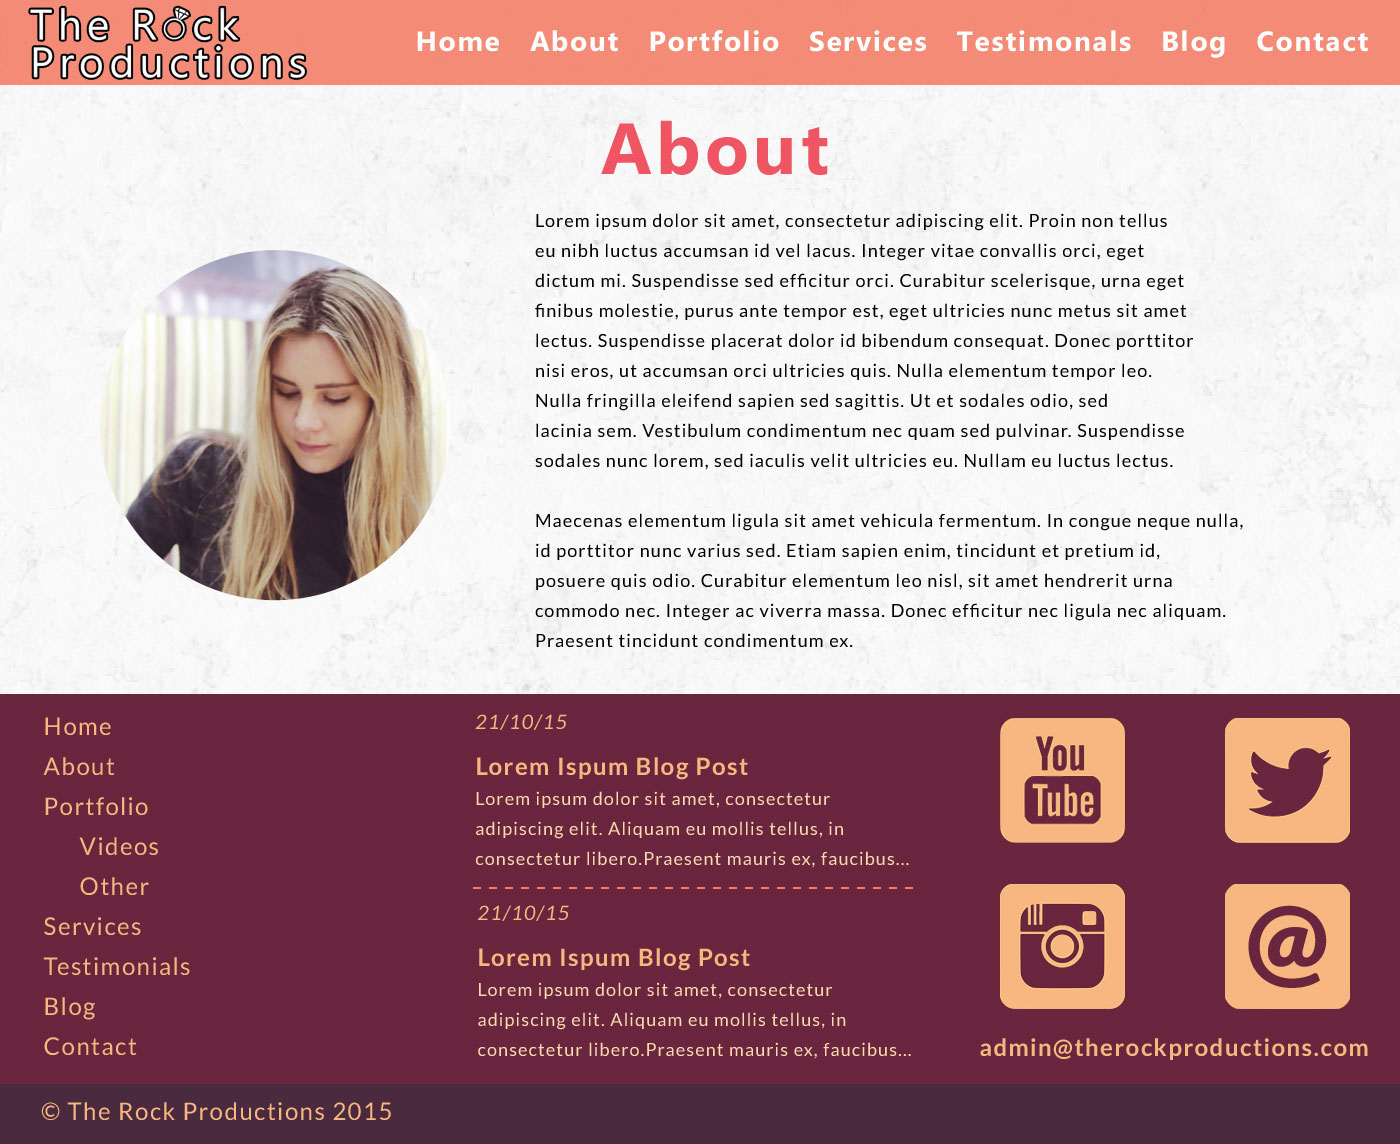 The Rock
Productions
Home About Portfolio Services Testimonals Blog Contact
About
Lorem ipsum dolor sit amet, consectetur adipiscing elit. Proin non tellus
eu nibh luctus accumsan id vel lacus. Integer vitae convallis orci, eget
dictum mi. Suspendisse sed efficitur orci. Curabitur scelerisque, urna eget
finibus molestie, purus ante tempor est, eget ultricies nunc metus sit amet
lectus. Suspendisse placerat dolor id bibendum consequat. Donec porttitor
nisi eros, ut accumsan orci ultricies quis. Nulla elementum tempor leo.
Nulla fringilla eleifend sapien sed sagittis. Ut et sodales odio, sed
lacinia sem. Vestibulum condimentum nec quam sed pulvinar. Suspendisse
sodales nunc lorem, sed iaculis velit ultricies eu. Nullam eu luctus lectus.
Maecenas elementum ligula sit amet vehicula fermentum. In congue neque nulla,
id porttitor nunc varius sed. Etiam sapien enim, tincidunt et pretium id,
posuere quis odio. Curabitur elementum leo nisl, sit amet hendrerit urna
commodo nec. Integer ac viverra massa. Donec efficitur nec ligula nec aliquam.
Praesent tincidunt condimentum ex.
Home
About
Portfolio
Videos
Other
Services
Testimonials
Blog
Contact
21/10/15
Lorem Ispum Blog Post
Lorem ipsum dolor sit amet, consectetur
adipiscing elit. Aliquam eu mollis tellus, in
consectetur libero.Praesent mauris ex, faucibus...
21/10/15
Lorem Ispum Blog Post
Lorem ipsum dolor sit amet, consectetur
adipiscing elit. Aliquam eu mollis tellus, in
consectetur libero.Praesent mauris ex, faucibus...
You
Tube
@
admin@therockproductions.com
© The Rock Productions 2015